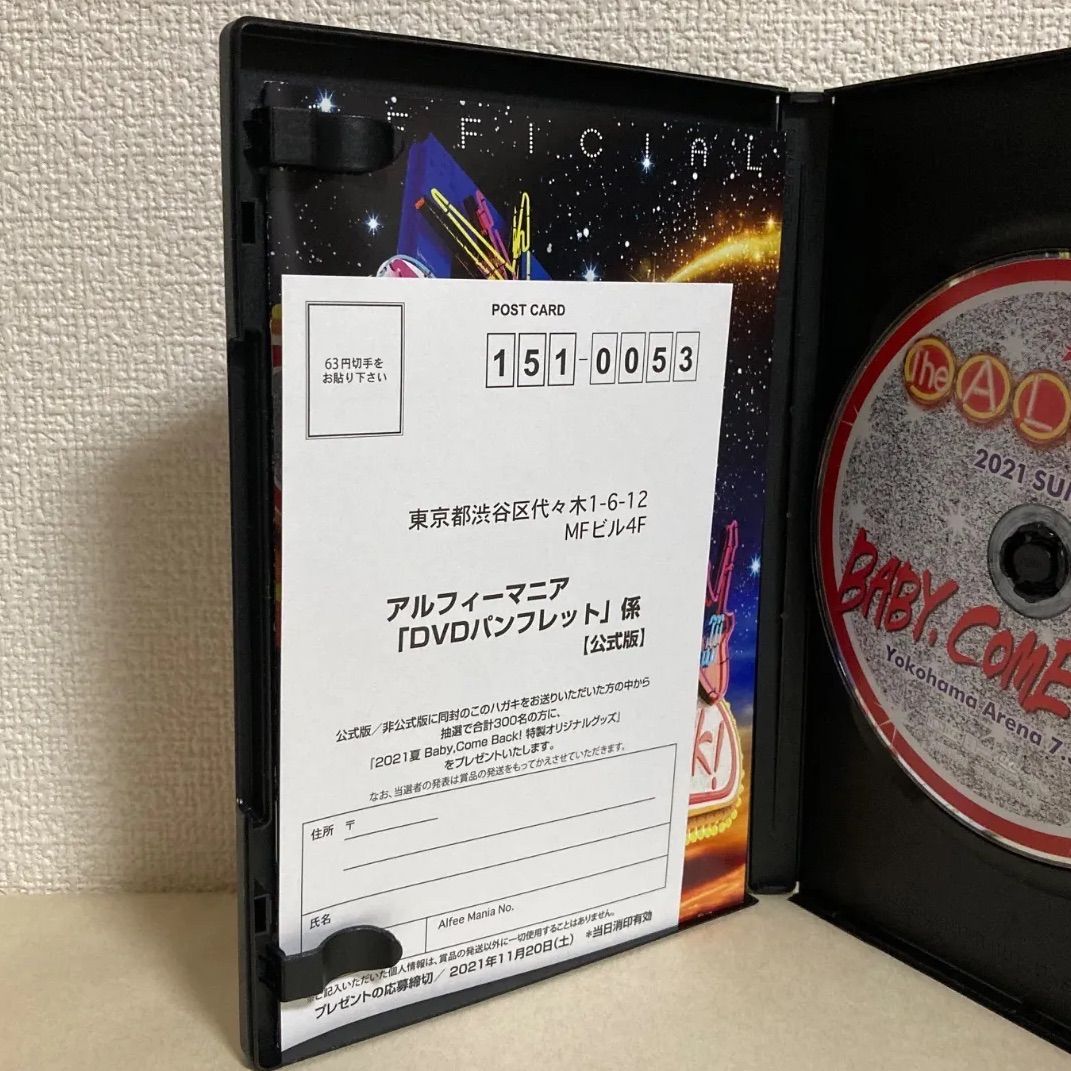 FFICIAL
POST CARD
63円切手を
お貼り下さい
151-0053
東京都渋谷区代々木1-6-12
MFビル4F
アルフィーマニア
「DVDパンフレット」係
【公式版】
公式版/非公式版に同封のこのハガキをお送りいただいた方の中から
抽選で合計300名の方に、
「2021夏 Baby,Come Back! 特製オリジナルグッズ」
をプレゼントいたします。
なお、当選者の発表は賞品の発送をもってかえさせていただきます。
住所 〒
氏名
Alfee Mania No.
ご記入いただいた個人情報は、賞品の発送以外に一切使用することはありません。
プレゼントの応募締切/2021年11月20日(土) *当日消印有効
The AL
2021 SU
BABY, COME
Yokohama Arena 7.